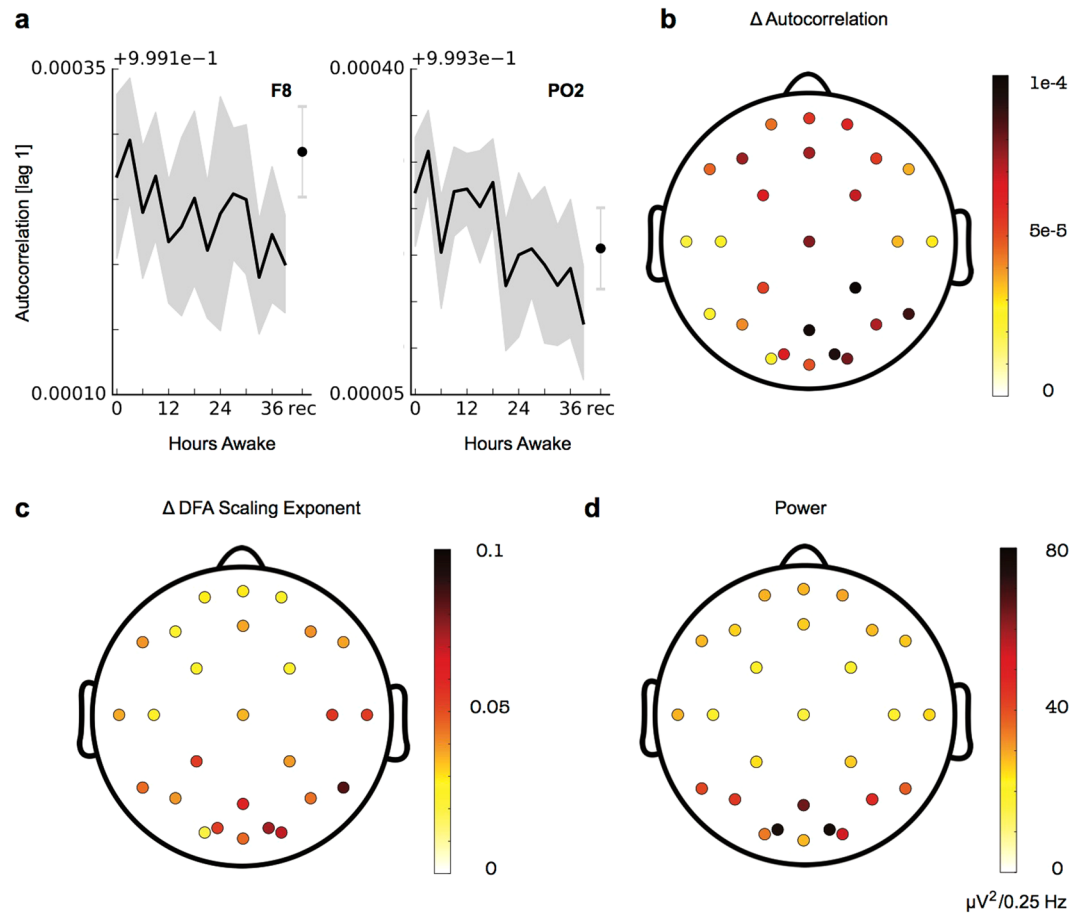 a
+9.991e−1
0.00035
F8
Autocorrelation [lag 1]
0.00010
0 12 24 36 rec
Hours Awake
+9.993e−1
0.00040
PO2
0.00005
0 12 24 36 rec
Hours Awake
b
Δ Autocorrelation
1e-4
5e-5
0
c
Δ DFA Scaling Exponent
0.1
0.05
0
d
Power
80
40
0
µV²/0.25 Hz